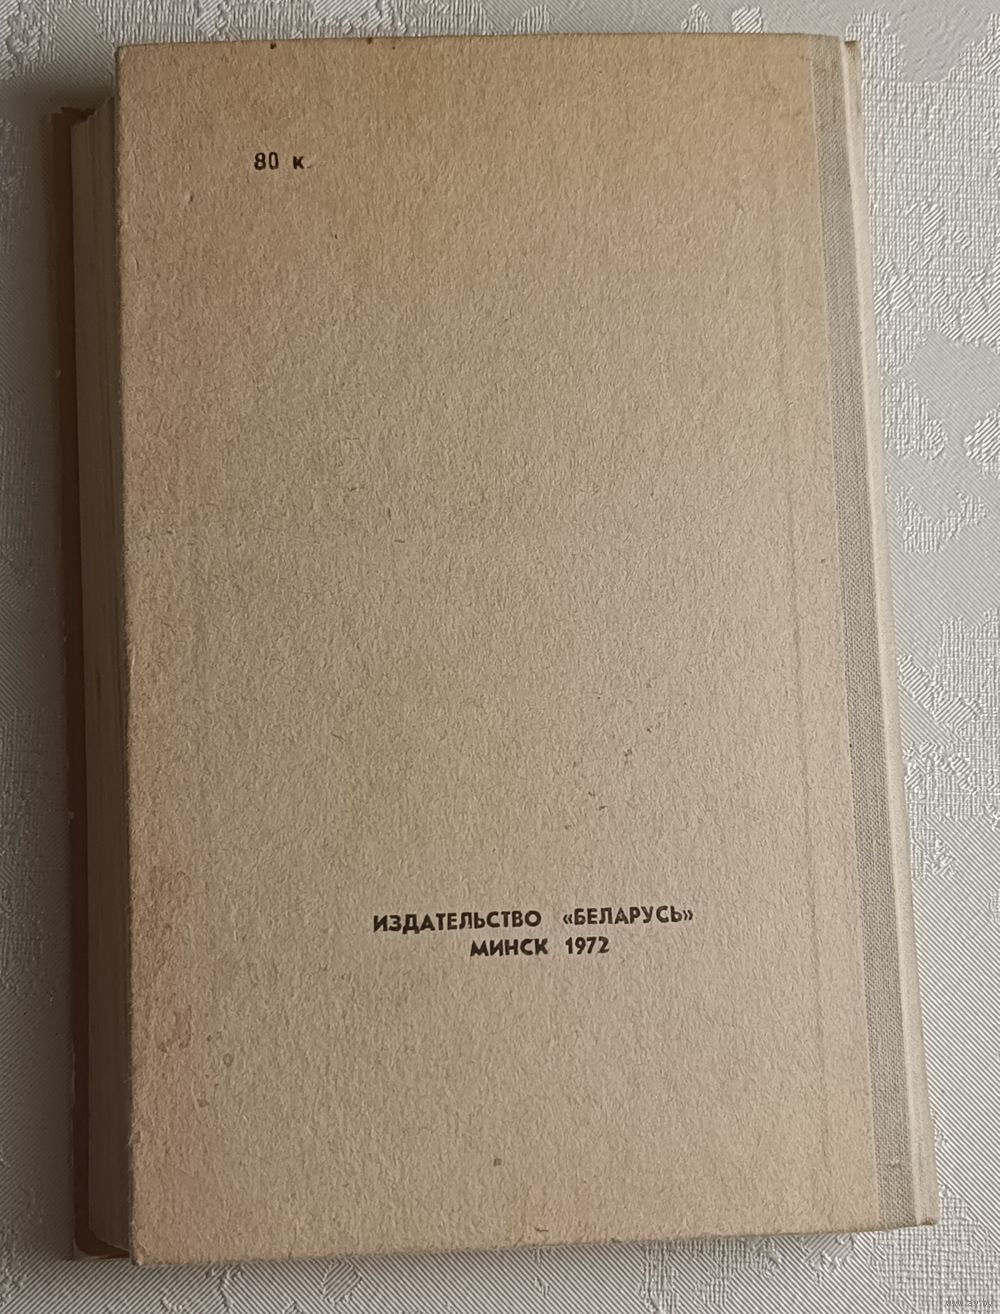 80 к.
ИЗДАТЕЛЬСТВО «БЕЛАРУСЬ»
МИНСК 1972